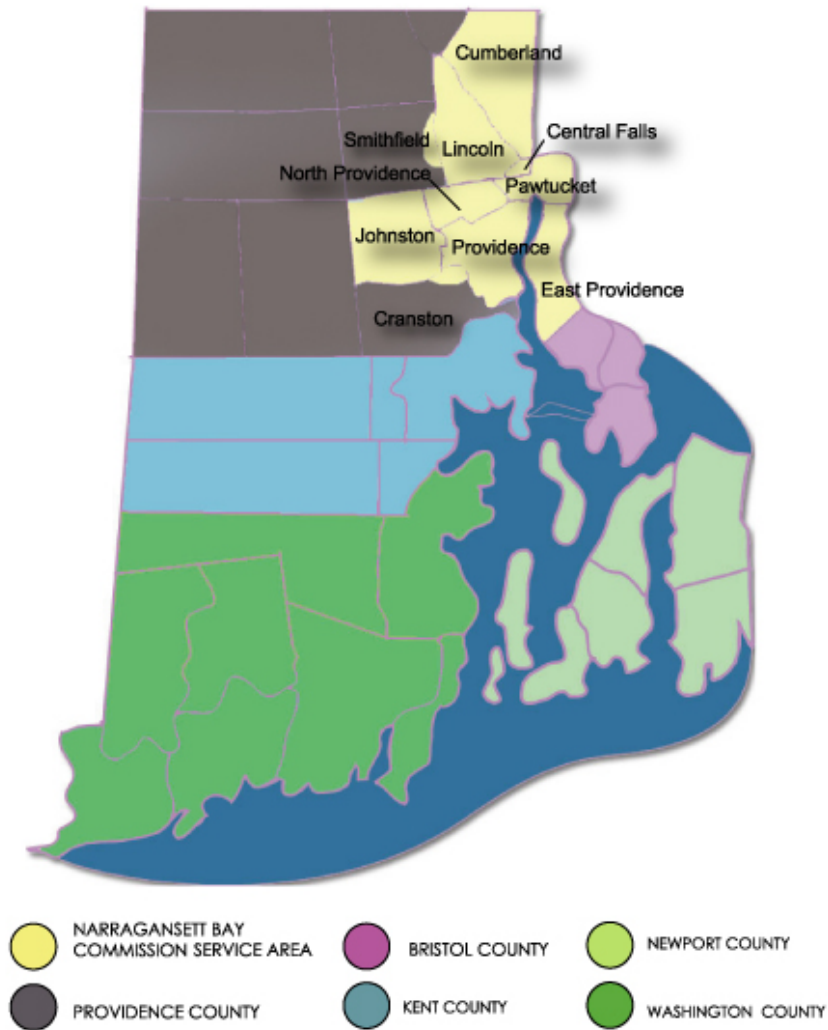 Cumberland
Central Falls
Smithfield
Lincoln
North Providence
Pawtucket
Johnston
Providence
East Providence
Cranston
NARRAGANSETT BAY
COMMISSION SERVICE AREA
BRISTOL COUNTY
NEWPORT COUNTY
PROVIDENCE COUNTY
KENT COUNTY
WASHINGTON COUNTY